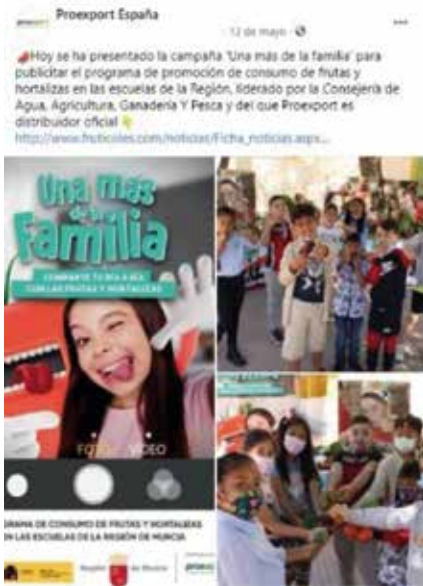 Proexport España
12 de mayo
Hoy se ha presentado la campaña 'Una más de la familia' para
publicitar el programa de promoción de consumo de frutas y
hortalizas en las escuelas de la Región, liderado por la Consejería de
Agua, Agricultura, Ganadería Y Pesca y del que Proexport es
distribuidor oficial
http://www.fruticoles.com/noticias/Ficha_noticias.aspx...
Una más
de la
Familia
COMPARTE TU DÍA A DÍA
CON LAS FRUTAS Y HORTALIZAS
FOTO VIDEO
GRAMA DE CONSUMO DE FRUTAS Y HORTALIZAS
EN LAS ESCUELAS DE LA REGIÓN DE MURCIA
Región de Murcia
proexport